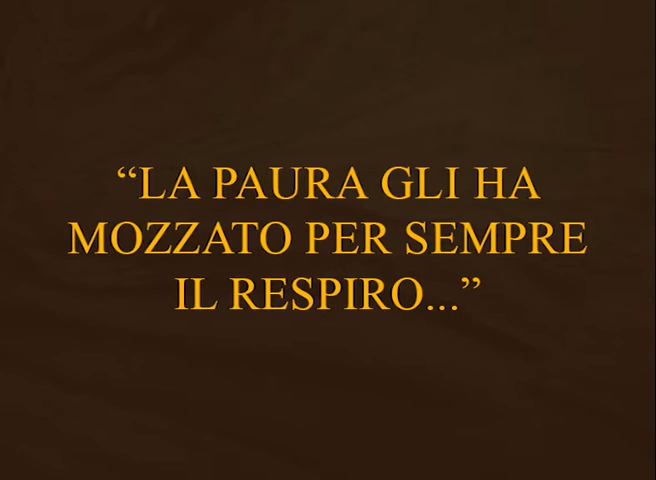 “LA PAURA GLI HA
MOZZATO PER SEMPRE
IL RESPIRO...”